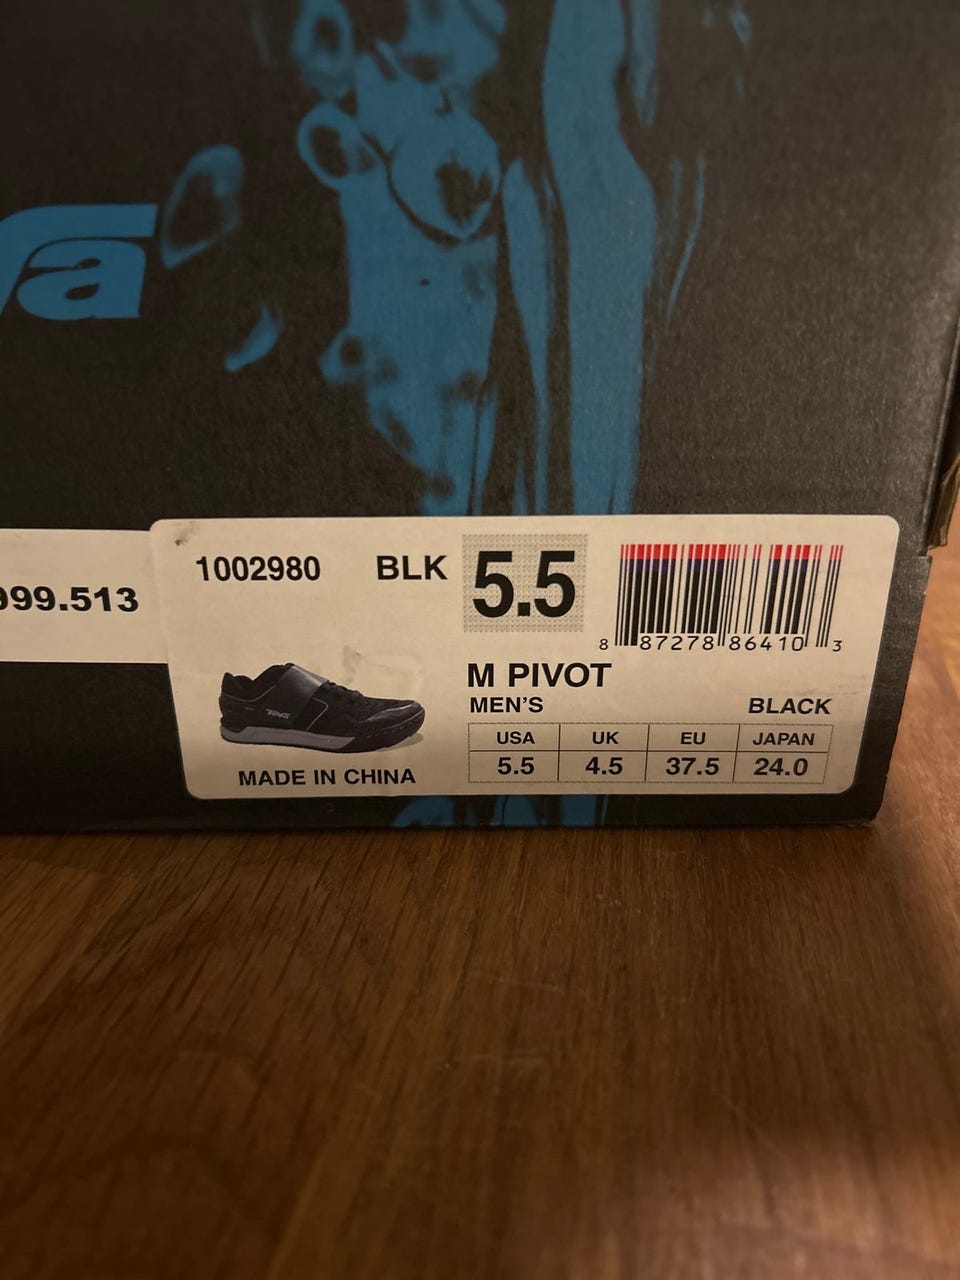 1002980 BLK 5.5
999.513
8 87278 86410 3
M PIVOT
MEN'S BLACK
TEVA
USA UK EU JAPAN
5.5 4.5 37.5 24.0
MADE IN CHINA